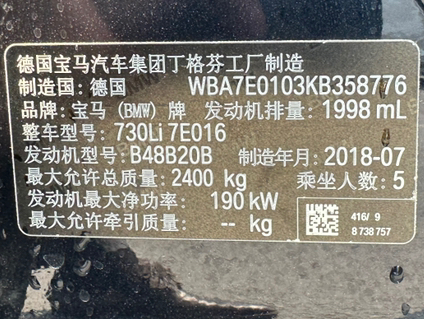 德国宝马汽车集团丁格芬工厂制造
制造国：德国 WBA7E0103KB358776
品牌：宝马（BMW）牌 发动机排量：1998 mL
整车型号：730Li 7E016
发动机型号：B48B20B 制造年月：2018-07
最大允许总质量：2400 kg 乘坐人数：5
发动机最大净功率：190 kW
最大允许牵引质量：-- kg
416/ 9
8 738 757